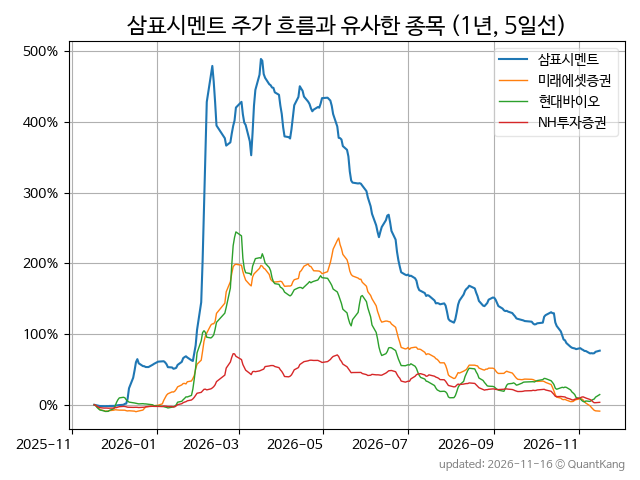 삼표시멘트 주가 흐름과 유사한 종목 (1년, 5일선)
삼표시멘트
미래에셋증권
현대바이오
NH투자증권
500%
400%
300%
200%
100%
0%
2025-11 2026-01 2026-03 2026-05 2026-07 2026-09 2026-11
updated: 2026-11-16 © QuantKang